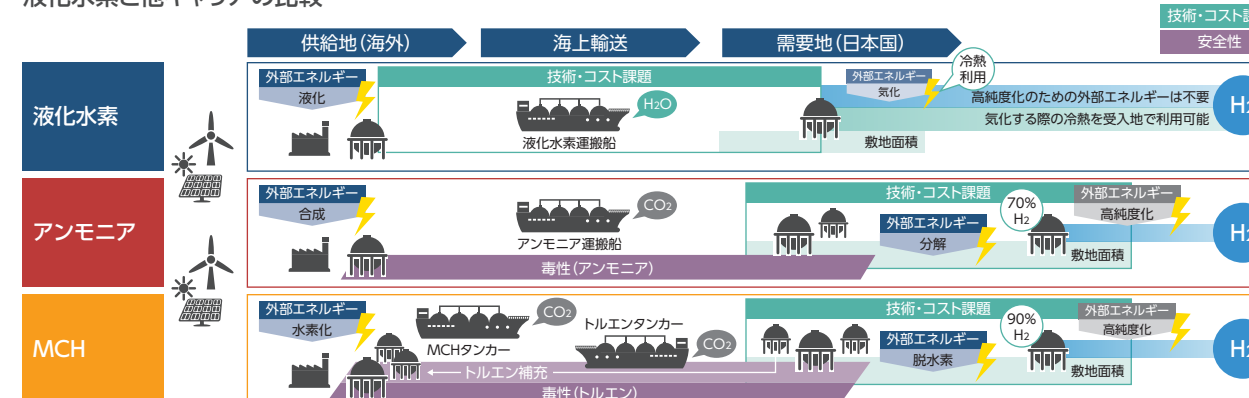 液化水素と他キャリアの比較
技術・コスト課
安全性
供給地（海外）
海上輸送
需要地（日本国）
液化水素
外部エネルギー
液化
技術・コスト課題
H2O
液化水素運搬船
外部エネルギー
気化
冷熱
利用
高純度化のための外部エネルギーは不要
気化する際の冷熱を受入地で利用可能
敷地面積
H2
アンモニア
外部エネルギー
合成
CO2
アンモニア運搬船
毒性（アンモニア）
技術・コスト課題
外部エネルギー
分解
70%
H2
外部エネルギー
高純度化
敷地面積
H2
MCH
外部エネルギー
水素化
CO2
MCHタンカー
トルエンタンカー
CO2
トルエン補充
毒性（トルエン）
技術・コスト課題
外部エネルギー
脱水素
90%
H2
外部エネルギー
高純度化
敷地面積
H2